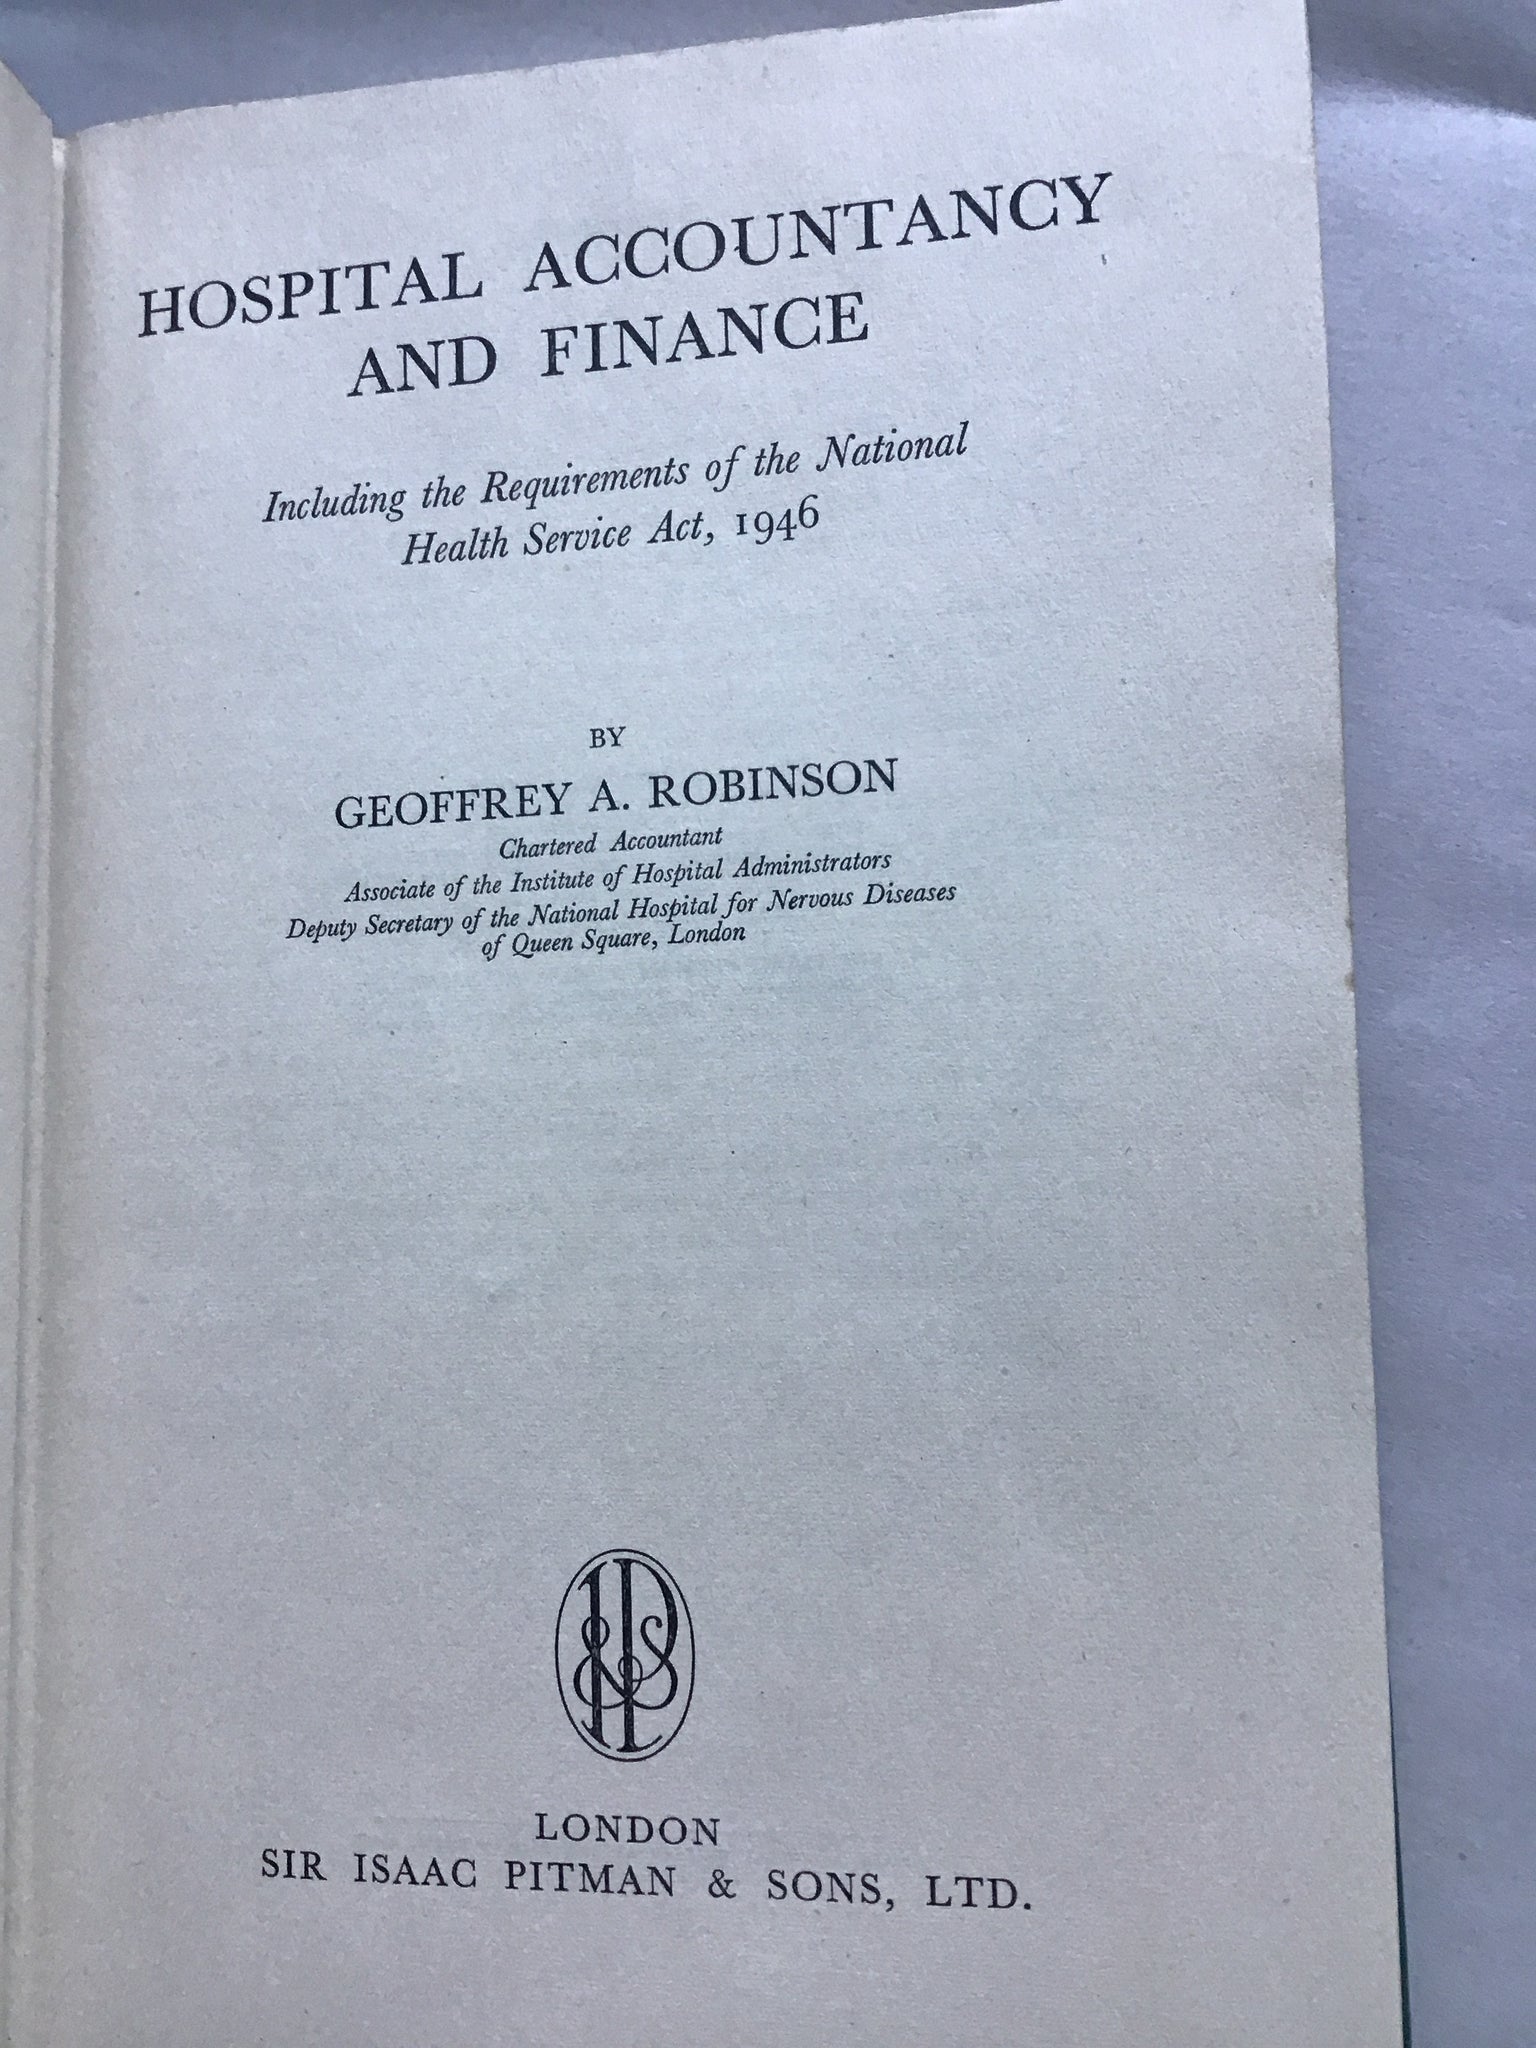 HOSPITAL ACCOUNTANCY
AND FINANCE
Including the Requirements of the National
Health Service Act, 1946
BY
GEOFFREY A. ROBINSON
Chartered Accountant
Associate of the Institute of Hospital Administrators
Deputy Secretary of the National Hospital for Nervous Diseases
of Queen Square, London
IP&S
LONDON
SIR ISAAC PITMAN & SONS, LTD.